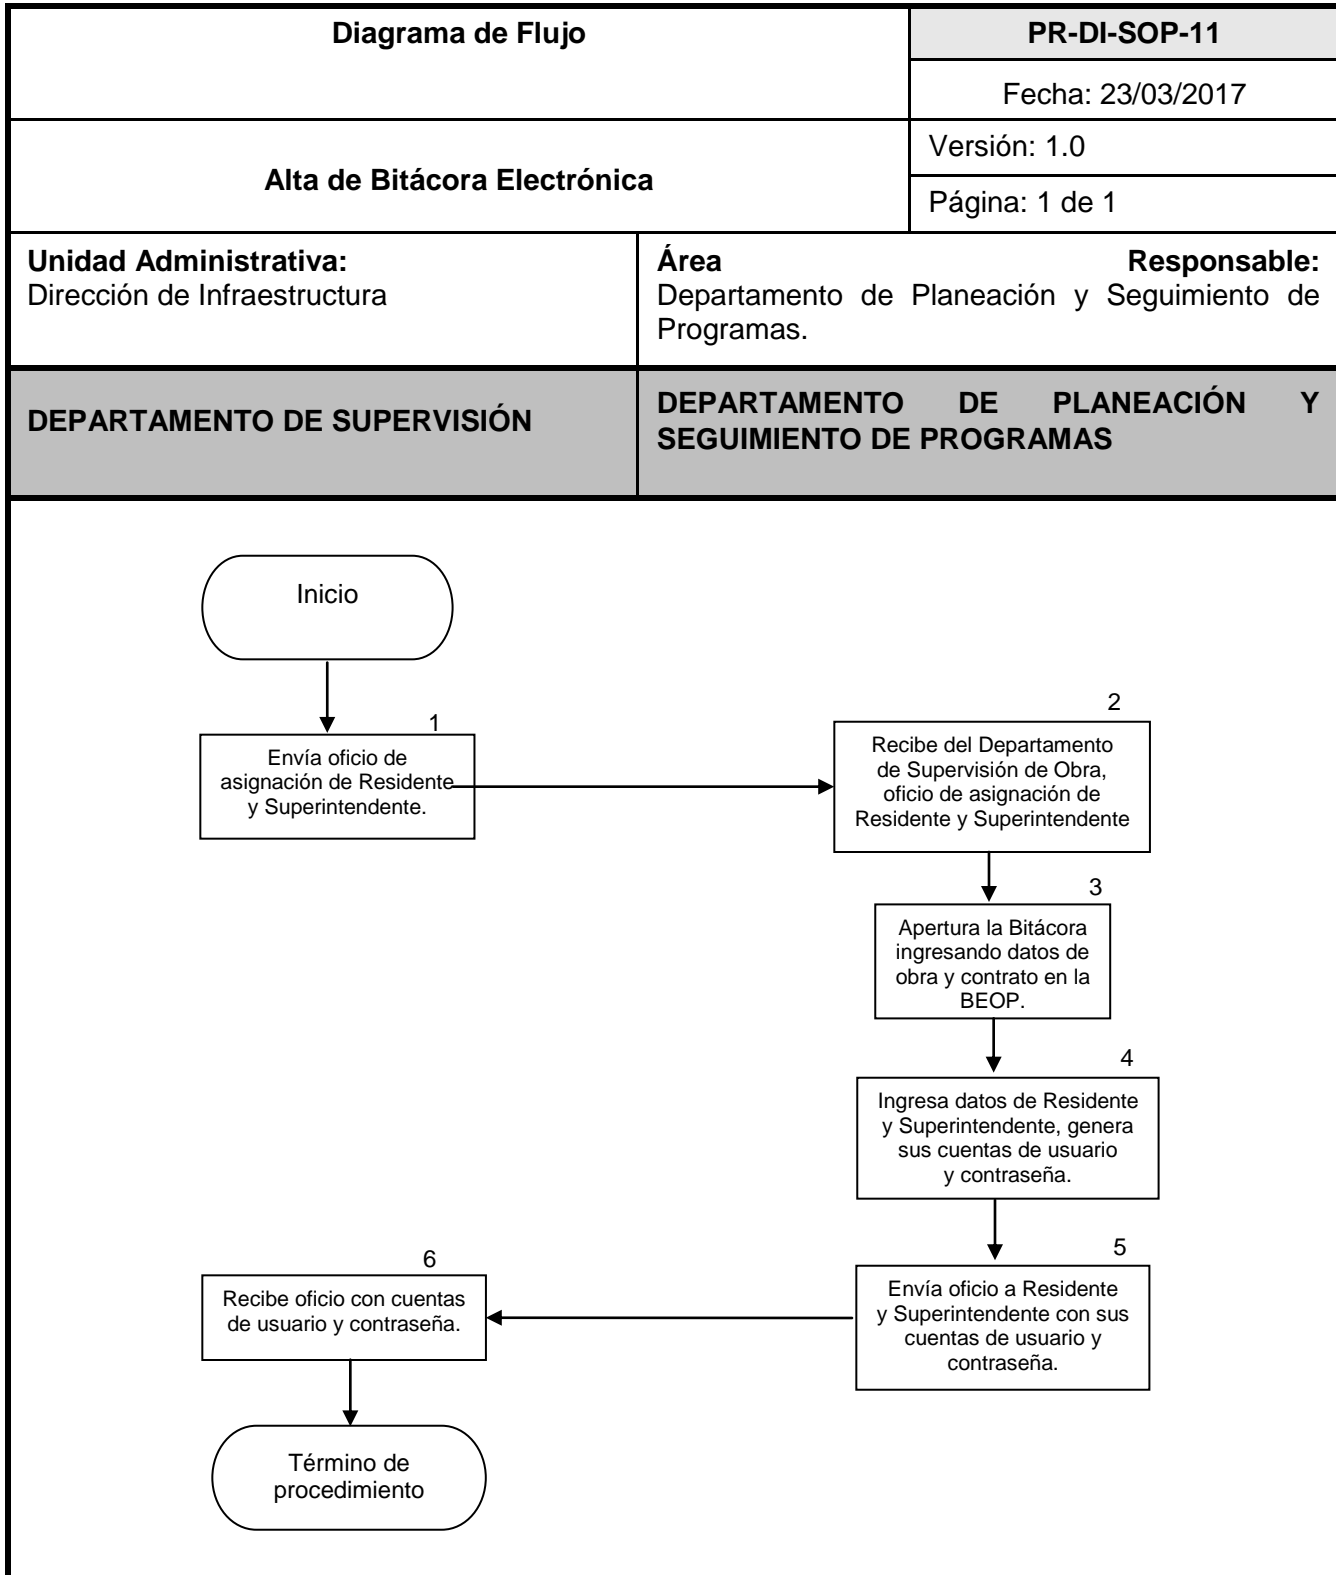 Diagrama de Flujo
PR-DI-SOP-11
Fecha: 23/03/2017
Alta de Bitácora Electrónica
Versión: 1.0
Página: 1 de 1
Unidad Administrativa:
Dirección de Infraestructura
Área Responsable:
Departamento de Planeación y Seguimiento de
Programas.
DEPARTAMENTO DE SUPERVISIÓN
DEPARTAMENTO DE PLANEACIÓN Y
SEGUIMIENTO DE PROGRAMAS
Inicio
1
Envía oficio de
asignación de Residente
y Superintendente.
2
Recibe del Departamento
de Supervisión de Obra,
oficio de asignación de
Residente y Superintendente
3
Apertura la Bitácora
ingresando datos de
obra y contrato en la
BEOP.
4
Ingresa datos de Residente
y Superintendente, genera
sus cuentas de usuario
y contraseña.
5
Envía oficio a Residente
y Superintendente con sus
cuentas de usuario y
contraseña.
6
Recibe oficio con cuentas
de usuario y contraseña.
Término de
procedimiento